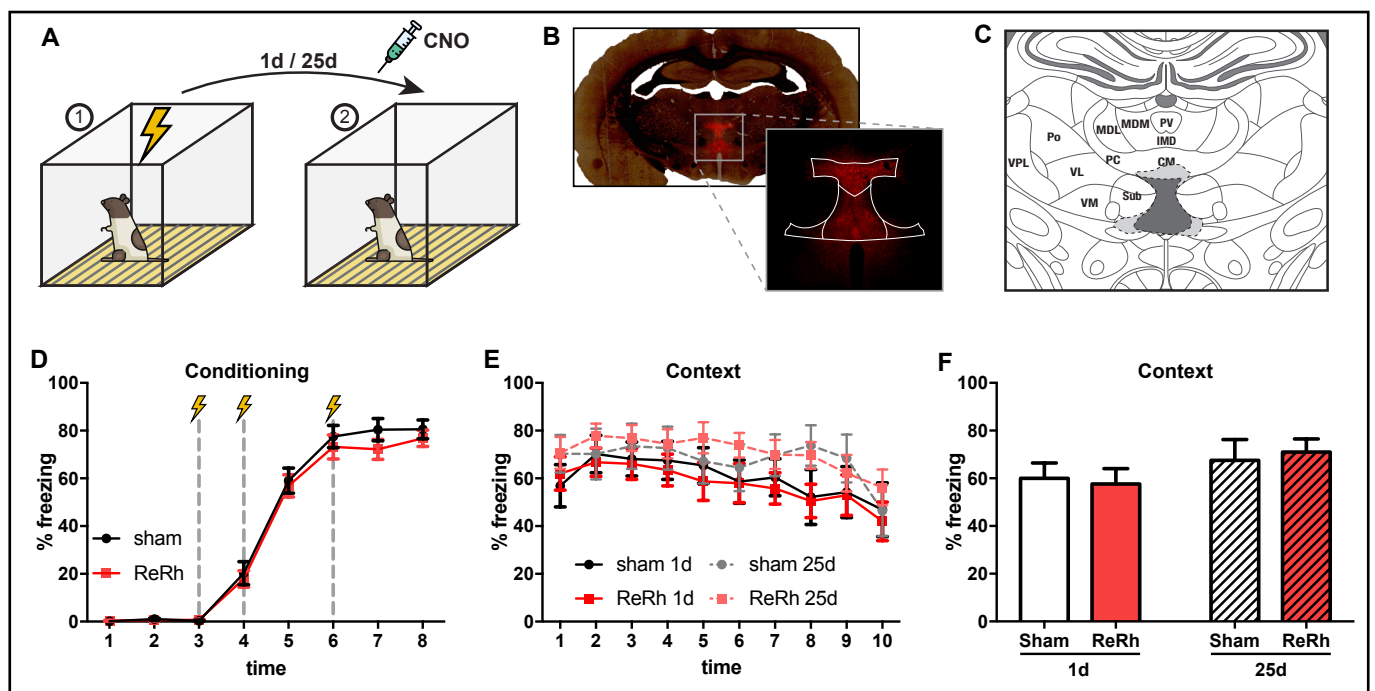 A
CNO
1d / 25d
1
2
B
C
PV
MDM
MDL
IMD
Po
PC
CM
VPL
VL
Sub
VM
D
Conditioning
% freezing
100
80
60
40
20
0
sham
ReRh
1 2 3 4 5 6 7 8
time
E
Context
% freezing
100
80
60
40
20
0
sham 1d
sham 25d
ReRh 1d
ReRh 25d
1 2 3 4 5 6 7 8 9 10
time
F
Context
% freezing
100
80
60
40
20
0
Sham ReRh Sham ReRh
1d 25d